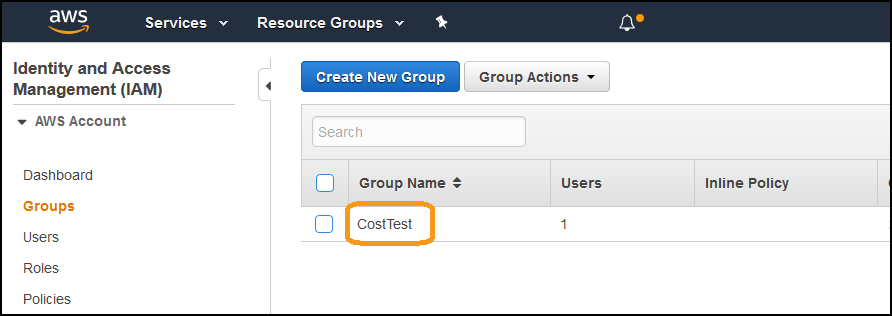 aws
Services
Resource Groups
Identity and Access
Management (IAM)
AWS Account
Dashboard
Groups
Users
Roles
Policies
Create New Group
Group Actions
Search
Group Name
Users
Inline Policy
CostTest
1